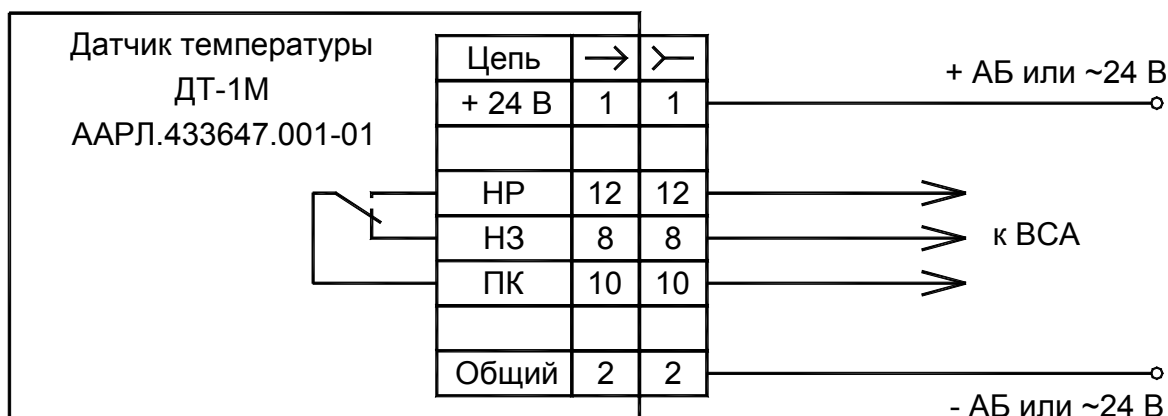 Датчик температуры
ДТ-1М
ААРЛ.433647.001-01
Цепь
+ 24 В 1 1
НР 12 12
НЗ 8 8
ПК 10 10
Общий 2 2
+ АБ или ~24 В
к ВСА
- АБ или ~24 В